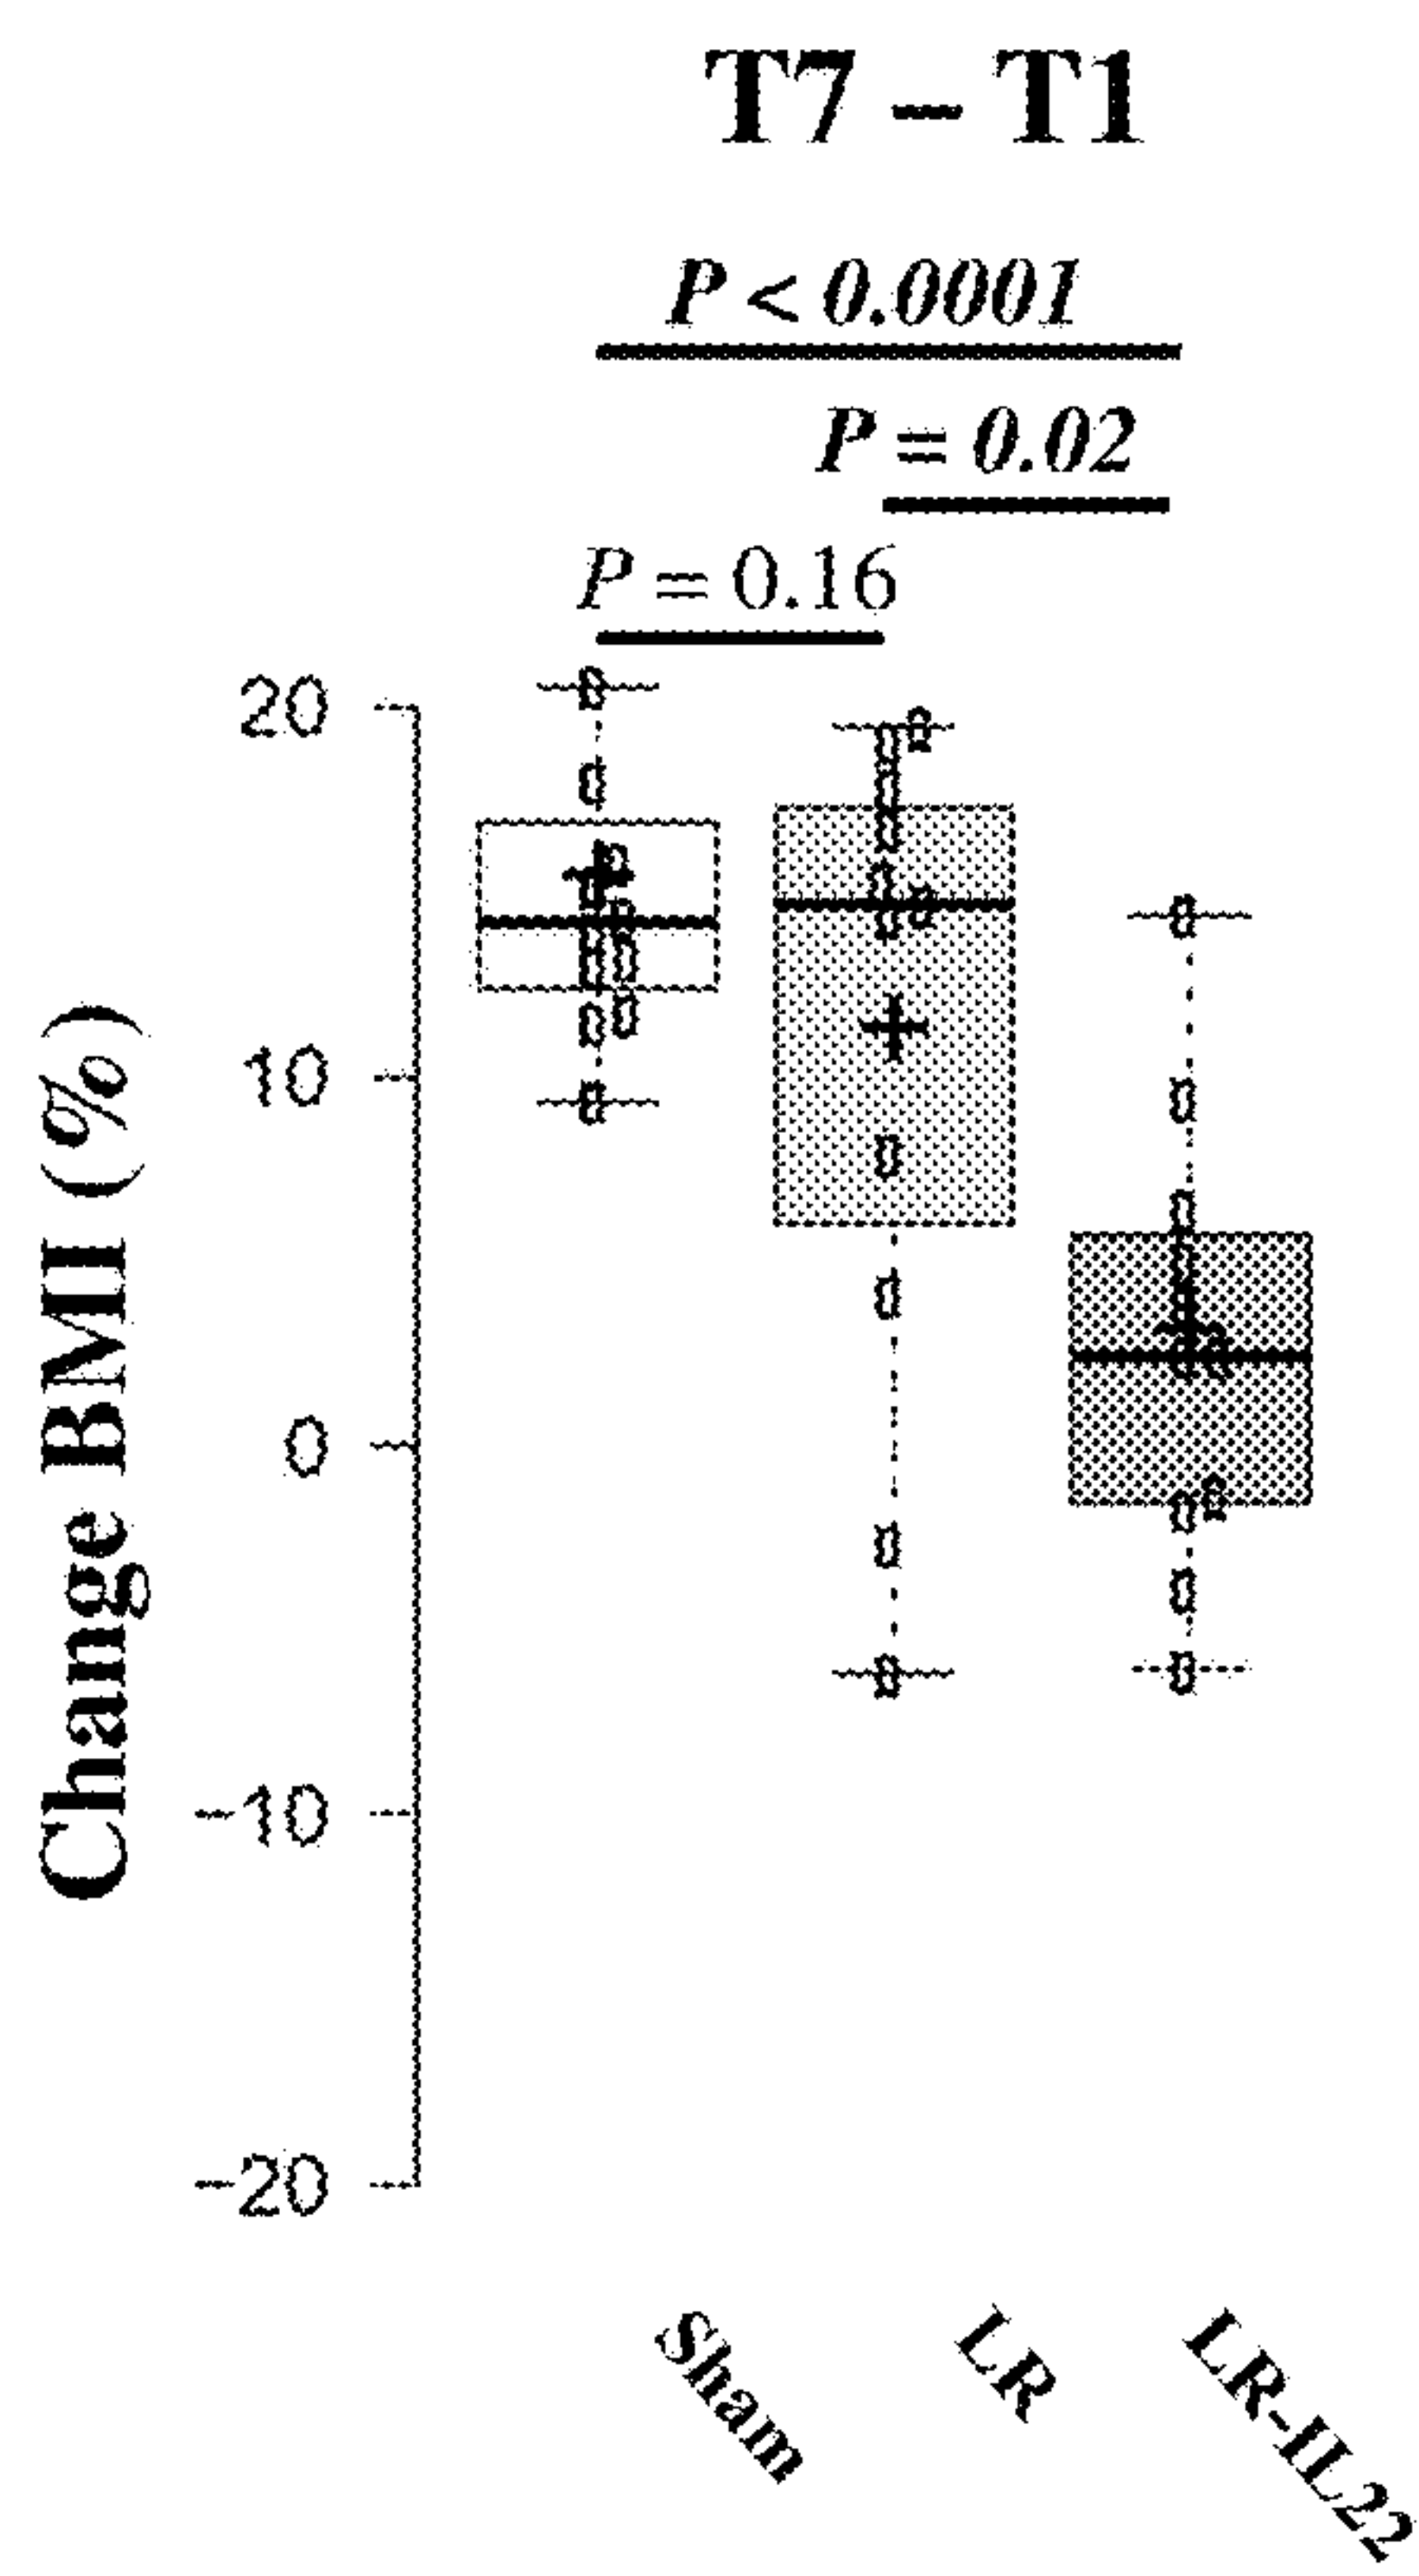 T7 – T1
P < 0.0001
P = 0.02
P = 0.16
Change BMI (%)
20
10
0
-10
-20
Sham
LR
LR-IL22